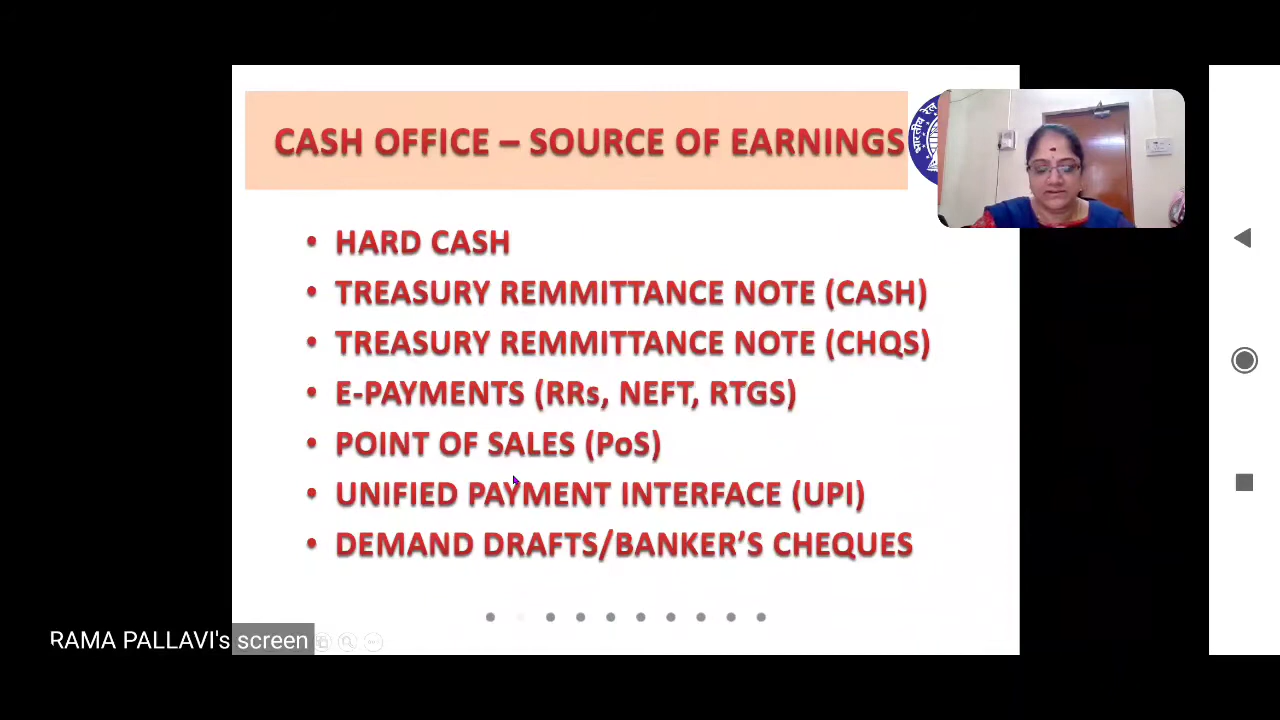 CASH OFFICE – SOURCE OF EARNINGS
भारतीय रेल
• HARD CASH
• TREASURY REMMITTANCE NOTE (CASH)
• TREASURY REMMITTANCE NOTE (CHQS)
• E-PAYMENTS (RRs, NEFT, RTGS)
• POINT OF SALES (PoS)
• UNIFIED PAYMENT INTERFACE (UPI)
• DEMAND DRAFTS/BANKER'S CHEQUES
RAMA PALLAVI's screen